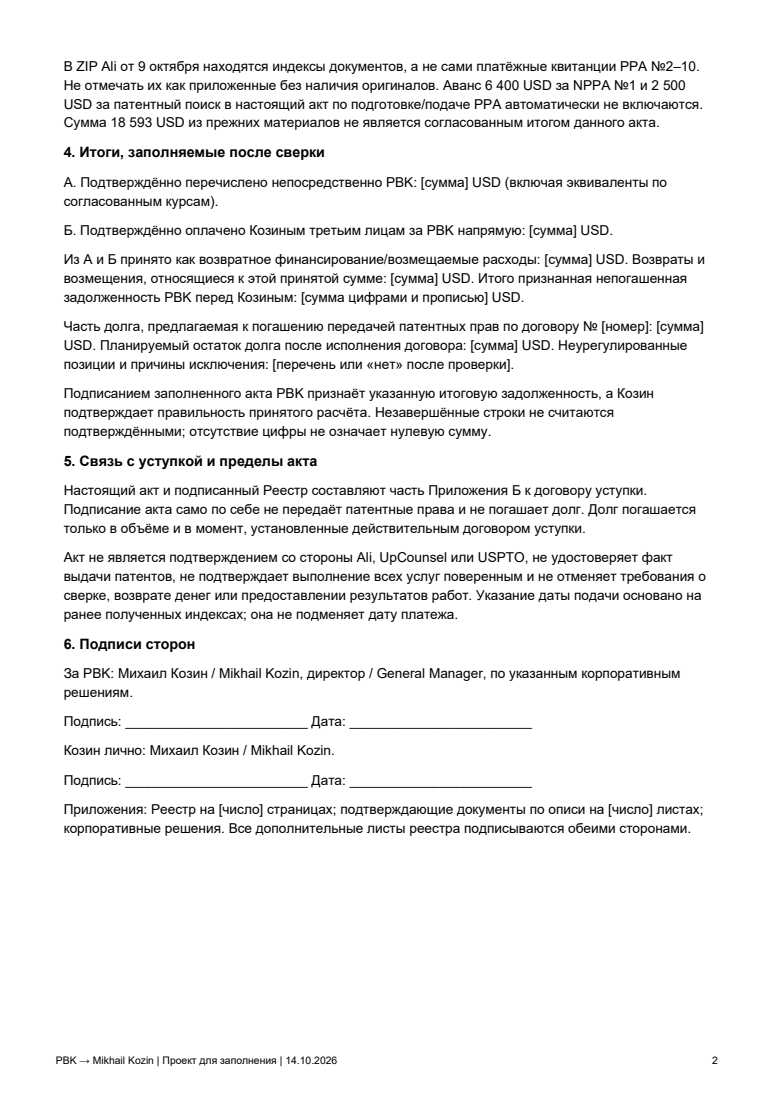 В ZIP Ali от 9 октября находятся индексы документов, а не сами платёжные квитанции PPA №2–10.
Не отмечать их как приложенные без наличия оригиналов. Аванс 6 400 USD за NPPA №1 и 2 500
USD за патентный поиск в настоящий акт по подготовке/подаче PPA автоматически не включаются.
Сумма 18 593 USD из прежних материалов не является согласованным итогом данного акта.
4. Итоги, заполняемые после сверки
А. Подтверждённо перечислено непосредственно PBK: [сумма] USD (включая эквиваленты по
согласованным курсам).
Б. Подтверждённо оплачено Козиным третьим лицам за PBK напрямую: [сумма] USD.
Из А и Б принято как возвратное финансирование/возмещаемые расходы: [сумма] USD. Возвраты и
возмещения, относящиеся к этой принятой сумме: [сумма] USD. Итого признанная непогашенная
задолженность PBK перед Козиным: [сумма цифрами и прописью] USD.
Часть долга, предлагаемая к погашению передачей патентных прав по договору № [номер]: [сумма]
USD. Планируемый остаток долга после исполнения договора: [сумма] USD. Неурегулированные
позиции и причины исключения: [перечень или «нет» после проверки].
Подписанием заполненного акта PBK признаёт указанную итоговую задолженность, а Козин
подтверждает правильность принятого расчёта. Незавершённые строки не считаются
подтверждёнными; отсутствие цифры не означает нулевую сумму.
5. Связь с уступкой и пределы акта
Настоящий акт и подписанный Реестр составляют часть Приложения Б к договору уступки.
Подписание акта само по себе не передаёт патентные права и не погашает долг. Долг погашается
только в объёме и в момент, установленные действительным договором уступки.
Акт не является подтверждением со стороны Ali, UpCounsel или USPTO, не удостоверяет факт
выдачи патентов, не подтверждает выполнение всех услуг поверенным и не отменяет требования о
сверке, возврате денег или предоставлении результатов работ. Указание даты подачи основано на
ранее полученных индексах; она не подменяет дату платежа.
6. Подписи сторон
За PBK: Михаил Козин / Mikhail Kozin, директор / General Manager, по указанным корпоративным
решениям.
Подпись: ________________________ Дата: ________________________
Козин лично: Михаил Козин / Mikhail Kozin.
Подпись: ________________________ Дата: ________________________
Приложения: Реестр на [число] страницах; подтверждающие документы по описи на [число] листах;
корпоративные решения. Все дополнительные листы реестра подписываются обеими сторонами.
PBK → Mikhail Kozin | Проект для заполнения | 14.10.2026 2